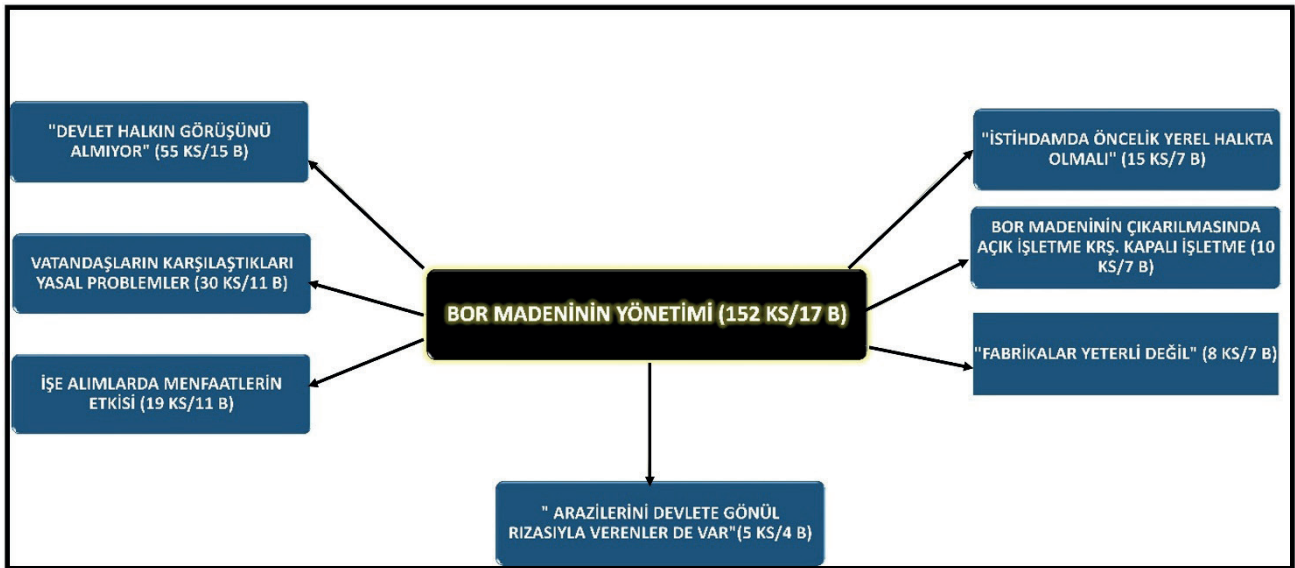 "DEVLET HALKIN GÖRÜŞÜNÜ
ALMIYOR" (55 KS/15 B)
VATANDAŞLARIN KARŞILAŞTIKLARI
YASAL PROBLEMLER (30 KS/11 B)
İŞE ALIMLARDA MENFAATLERİN
ETKİSİ (19 KS/11 B)
BOR MADENİNİN YÖNETİMİ (152 KS/17 B)
"İSTİHDAMDA ÖNCELİK YEREL HALKTA
OLMALI" (15 KS/7 B)
BOR MADENİNİN ÇIKARILMASINDA
AÇIK İŞLETME KRŞ. KAPALI İŞLETME (10
KS/7 B)
"FABRİKALAR YETERLİ DEĞİL" (8 KS/7 B)
" ARAZİLERİNİ DEVLETE GÖNÜL
RIZASIYLA VERENLER DE VAR"(5 KS/4 B)